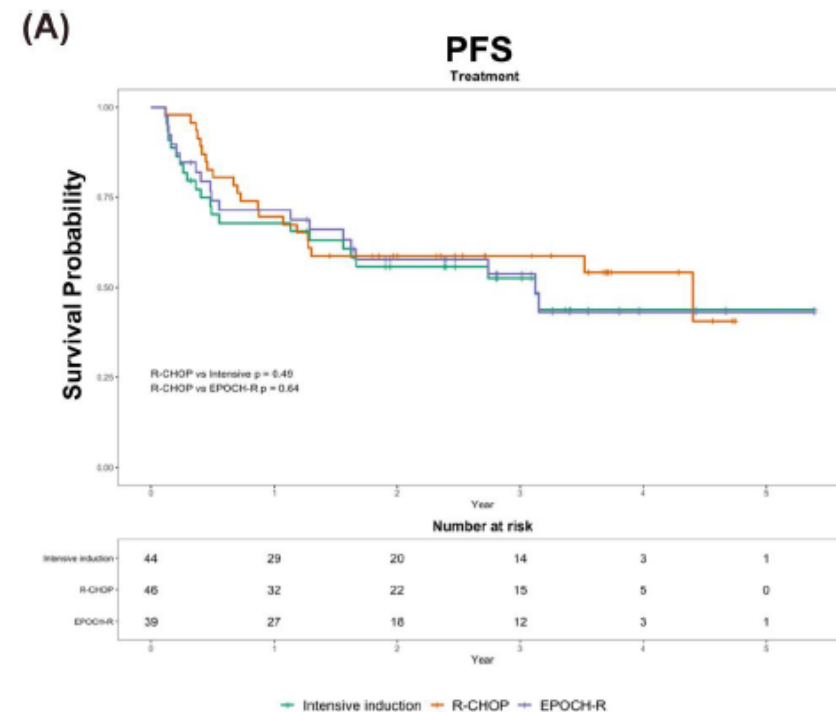 (A)
PFS
Treatment
Survival Probability
1.00
0.75
0.50
0.25
0.00
R-CHOP vs Intensive p = 0.49
R-CHOP vs EPOCH-R p = 0.64
0 1 2 3 4 5
Year
Number at risk
Intensive induction 44 29 20 14 3 1
R-CHOP 46 32 22 15 5 0
EPOCH-R 39 27 18 12 3 1
0 1 2 3 4 5
Year
Intensive induction R-CHOP EPOCH-R